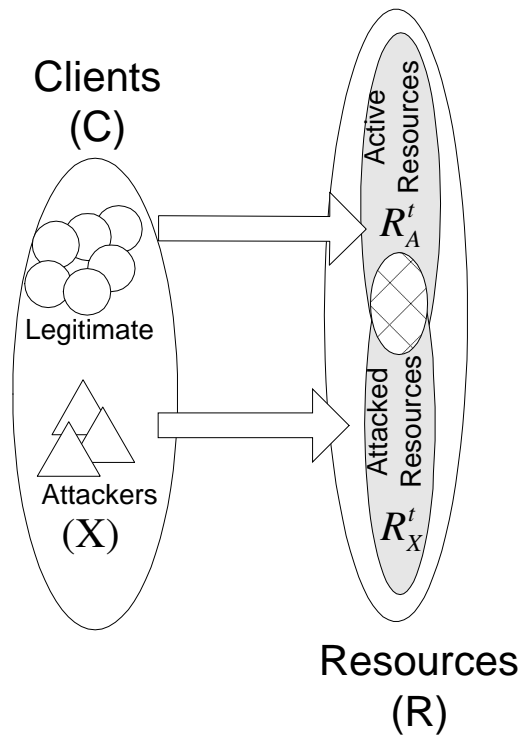 Clients
(C)
Legitimate
Attackers
(X)
Active
Resources
R_A^t
Attacked
Resources
R_X^t
Resources
(R)